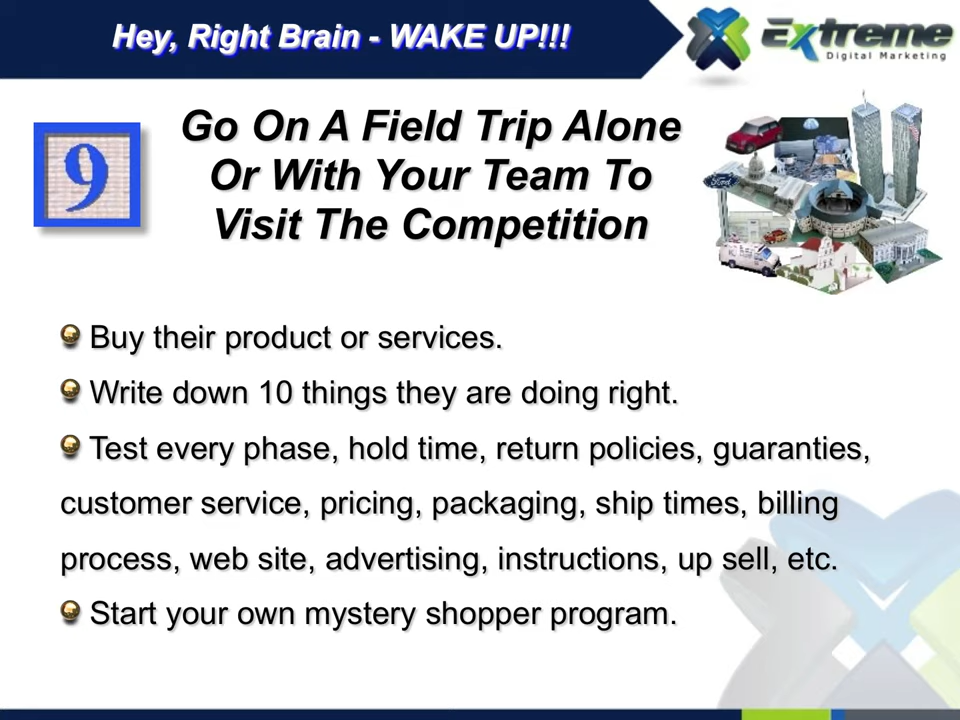 Hey, Right Brain - WAKE UP!!!
Extreme
Digital Marketing
9
Go On A Field Trip Alone
Or With Your Team To
Visit The Competition
Ford
Buy their product or services.
Write down 10 things they are doing right.
Test every phase, hold time, return policies, guaranties,
customer service, pricing, packaging, ship times, billing
process, web site, advertising, instructions, up sell, etc.
Start your own mystery shopper program.